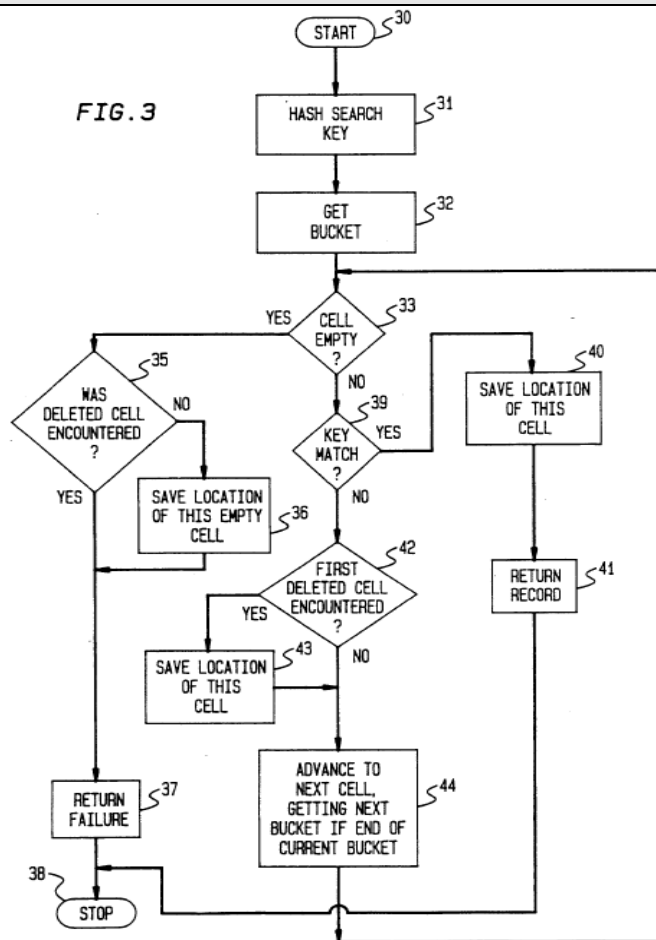 START
30
FIG.3
HASH SEARCH
KEY
31
GET
BUCKET
32
CELL
EMPTY
?
33
YES
NO
WAS
DELETED CELL
ENCOUNTERED
?
35
NO
YES
SAVE LOCATION
OF THIS EMPTY
CELL
36
KEY
MATCH
?
39
YES
NO
SAVE LOCATION
OF THIS
CELL
40
RETURN
RECORD
41
FIRST
DELETED CELL
ENCOUNTERED
?
42
YES
NO
SAVE LOCATION
OF THIS
CELL
43
ADVANCE TO
NEXT CELL,
GETTING NEXT
BUCKET IF END OF
CURRENT BUCKET
44
RETURN
FAILURE
37
STOP
38